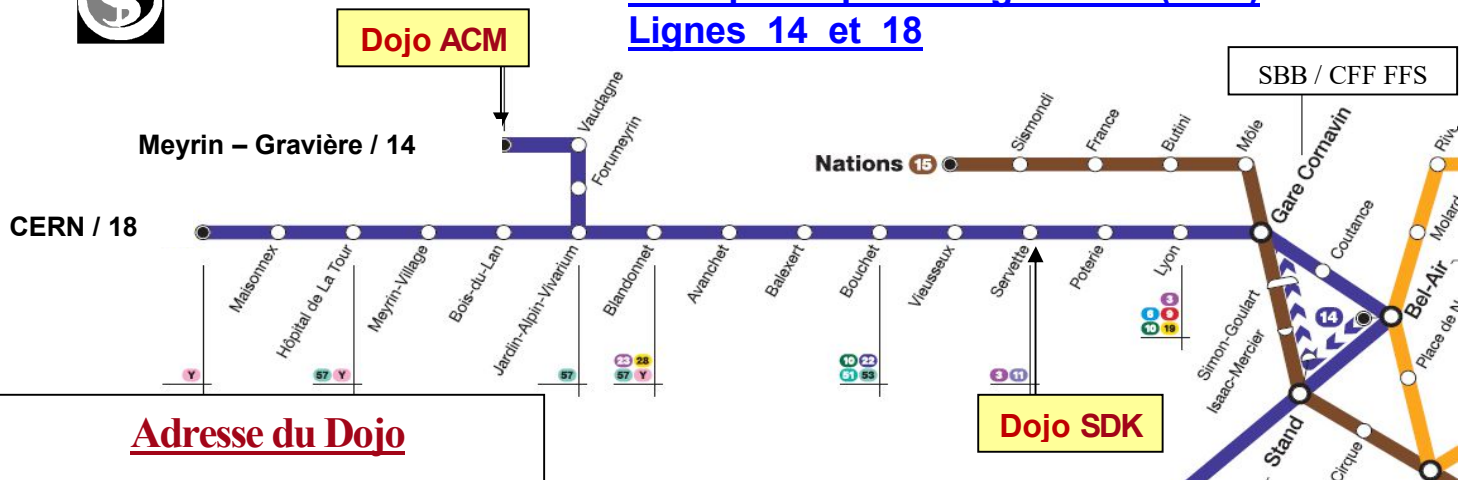 Lignes 14 et 18
Dojo ACM
SBB / CFF FFS
Meyrin – Gravière / 14
Vaudagne
Forumeyrin
Nations 15
Sismondi
France
Butini
Môle
Gare Cornavin
Coutance
Molard
Bel-Air
CERN / 18
Maisonnex
Hôpital de La Tour
Meyrin-Village
Bois-du-Lan
Jardin-Alpin-Vivarium
Blandonnet
Avanchet
Balexert
Bouchet
Vieusseux
Servette
Poterie
Lyon
3
6 9
10 19
14
Simon-Goulart
Isaac-Mercier
Place de
Y
57 Y
57
23 28
57 Y
10 22
51 53
3 11
Stand
Cirque
Adresse du Dojo
Dojo SDK